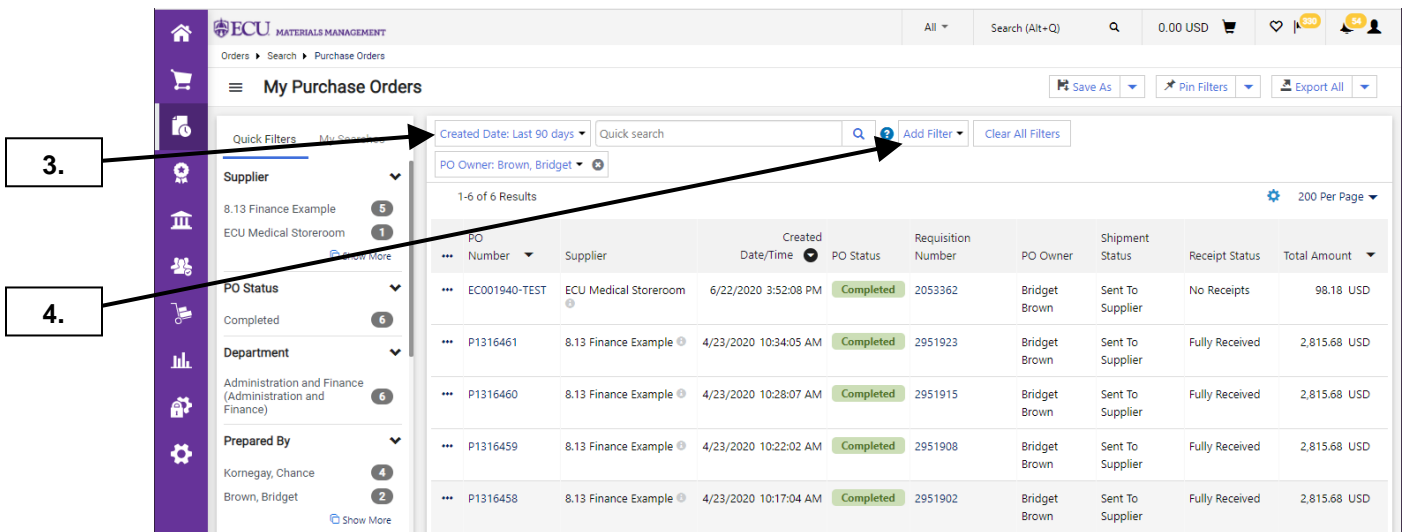 ECU MATERIALS MANAGEMENT
All
Search (Alt+Q)
0.00 USD
330
54
Orders Search Purchase Orders
My Purchase Orders
Save As
Pin Filters
Export All
3.
4.
Quick Filters My Searches
Supplier
8.13 Finance Example 5
ECU Medical Storeroom 1
Show More
PO Status
Completed 6
Department
Administration and Finance
(Administration and
Finance)
6
Prepared By
Kornegay, Chance 4
Brown, Bridget 2
Show More
Created Date: Last 90 days Quick search ? Add Filter Clear All Filters
PO Owner: Brown, Bridget
1-6 of 6 Results
200 Per Page
PO
Number
Supplier
Created
Date/Time
PO Status
Requisition
Number
PO Owner
Shipment
Status
Receipt Status
Total Amount
EC001940-TEST ECU Medical Storeroom 6/22/2020 3:52:08 PM Completed 2053362 Bridget Sent To No Receipts 98.18 USD
Brown Supplier
P1316461 8.13 Finance Example 4/23/2020 10:34:05 AM Completed 2951923 Bridget Sent To Fully Received 2,815.68 USD
Brown Supplier
P1316460 8.13 Finance Example 4/23/2020 10:28:07 AM Completed 2951915 Bridget Sent To Fully Received 2,815.68 USD
Brown Supplier
P1316459 8.13 Finance Example 4/23/2020 10:22:02 AM Completed 2951908 Bridget Sent To Fully Received 2,815.68 USD
Brown Supplier
P1316458 8.13 Finance Example 4/23/2020 10:17:04 AM Completed 2951902 Bridget Sent To Fully Received 2,815.68 USD
Brown Supplier